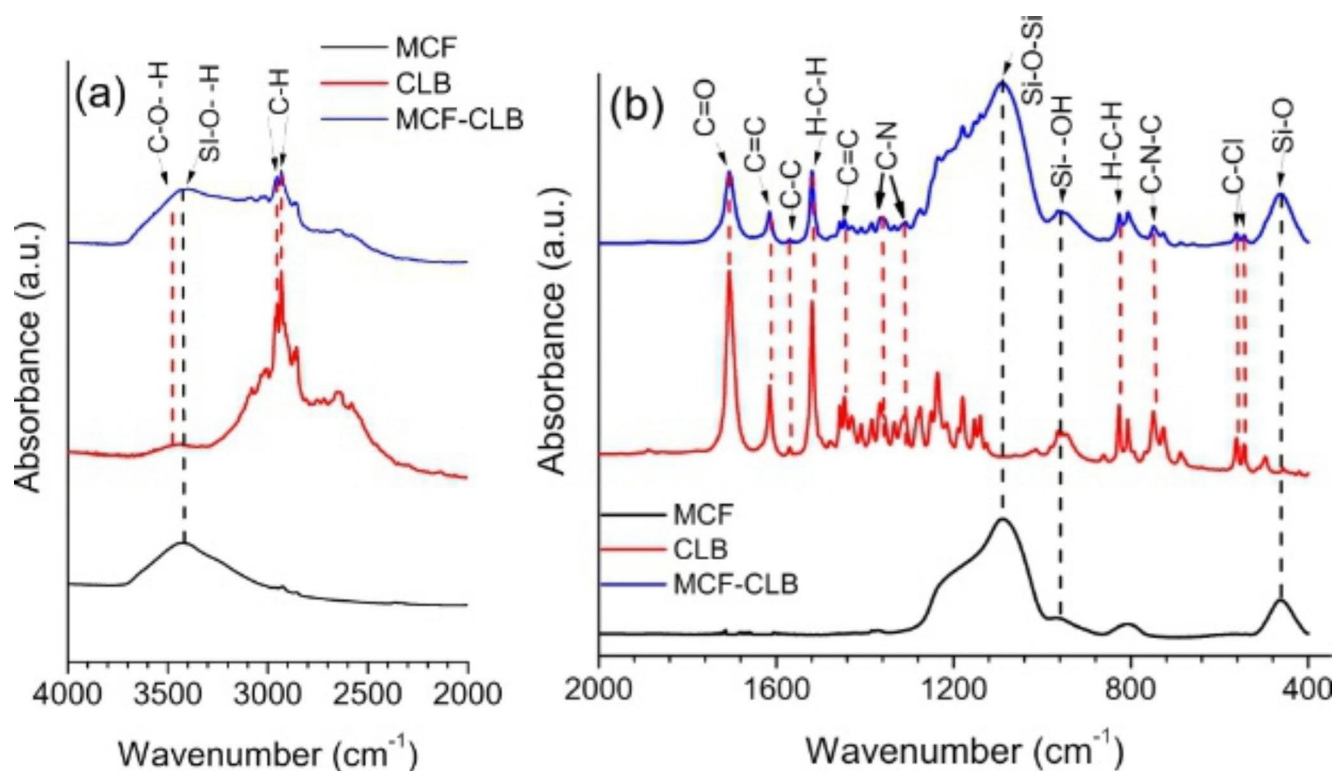 (a)
MCF
CLB
MCF-CLB
C-O- -H
SI-O- -H
C-H
Absorbance (a.u.)
4000
3500
3000
2500
2000
Wavenumber (cm-1)
(b)
C=O
C=C
C-C
H-C-H
C=C
C-N
Si-O-Si
Si- -OH
H-C-H
C-N-C
C-Cl
Si-O
Absorbance (a.u.)
MCF
CLB
MCF-CLB
2000
1600
1200
800
400
Wavenumber (cm-1)